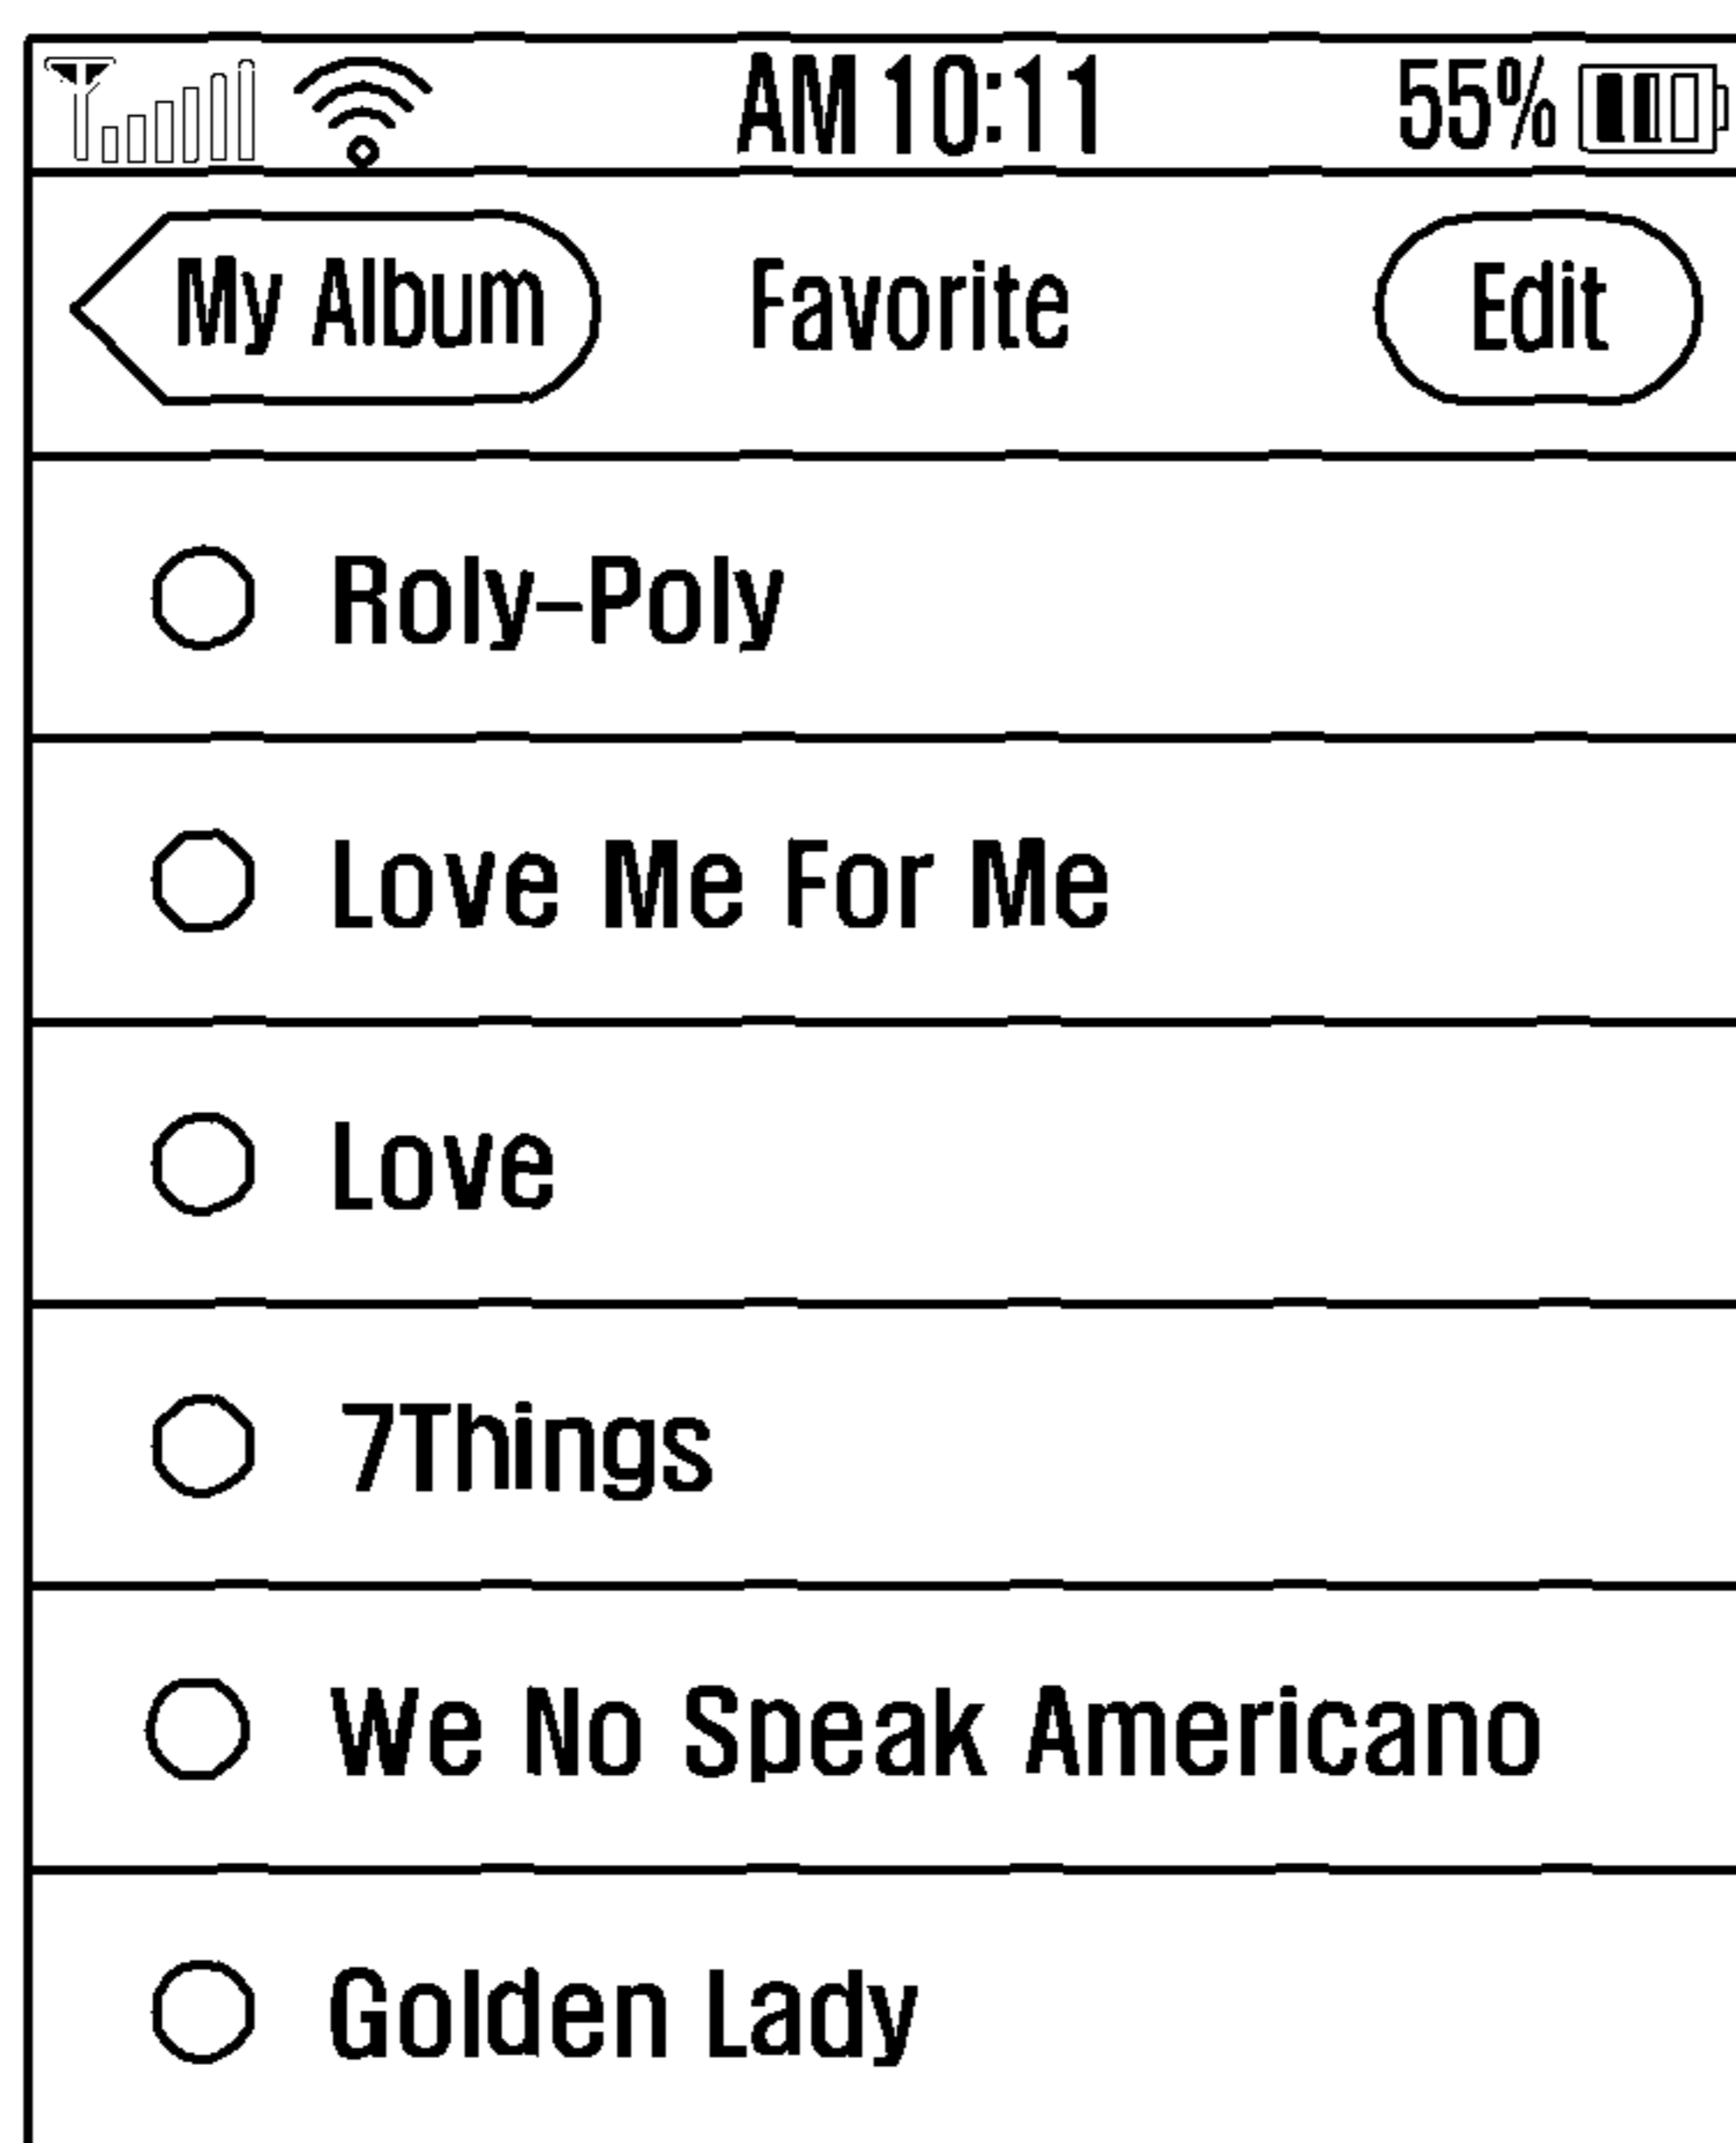 AM 10:11 55%
My Album Favorite Edit
Roly-Poly
Love Me For Me
Love
7Things
We No Speak Americano
Golden Lady